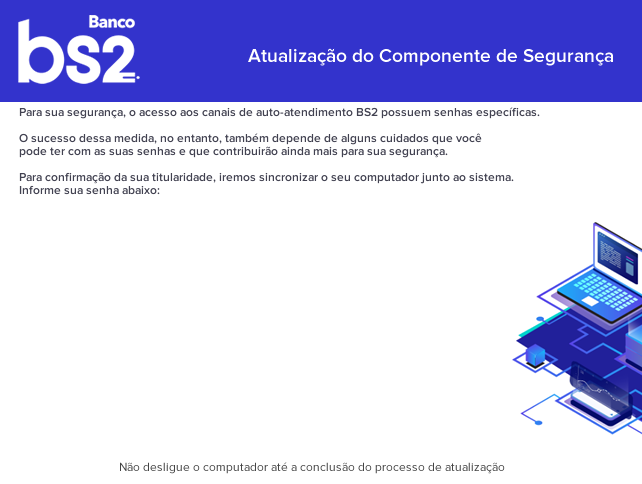 Banco
bs2
Atualização do Componente de Segurança
Para sua segurança, o acesso aos canais de auto-atendimento BS2 possuem senhas específicas.
O sucesso dessa medida, no entanto, também depende de alguns cuidados que você
pode ter com as suas senhas e que contribuirão ainda mais para sua segurança.
Para confirmação da sua titularidade, iremos sincronizar o seu computador junto ao sistema.
Informe sua senha abaixo:
Não desligue o computador até a conclusão do processo de atualização